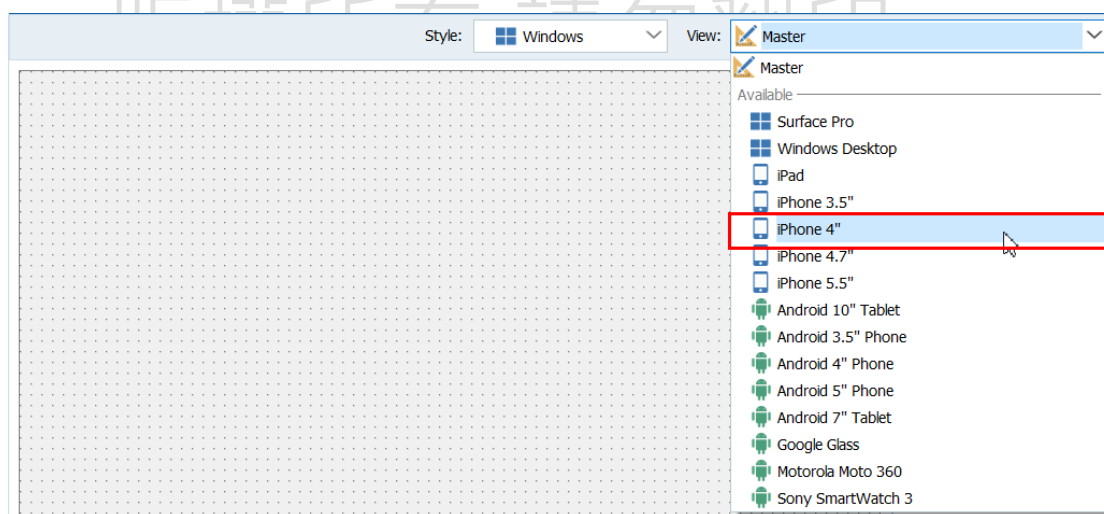 Style: Windows View: Master
Master
Available
Surface Pro
Windows Desktop
iPad
iPhone 3.5"
iPhone 4"
iPhone 4.7"
iPhone 5.5"
Android 10" Tablet
Android 3.5" Phone
Android 4" Phone
Android 5" Phone
Android 7" Tablet
Google Glass
Motorola Moto 360
Sony SmartWatch 3